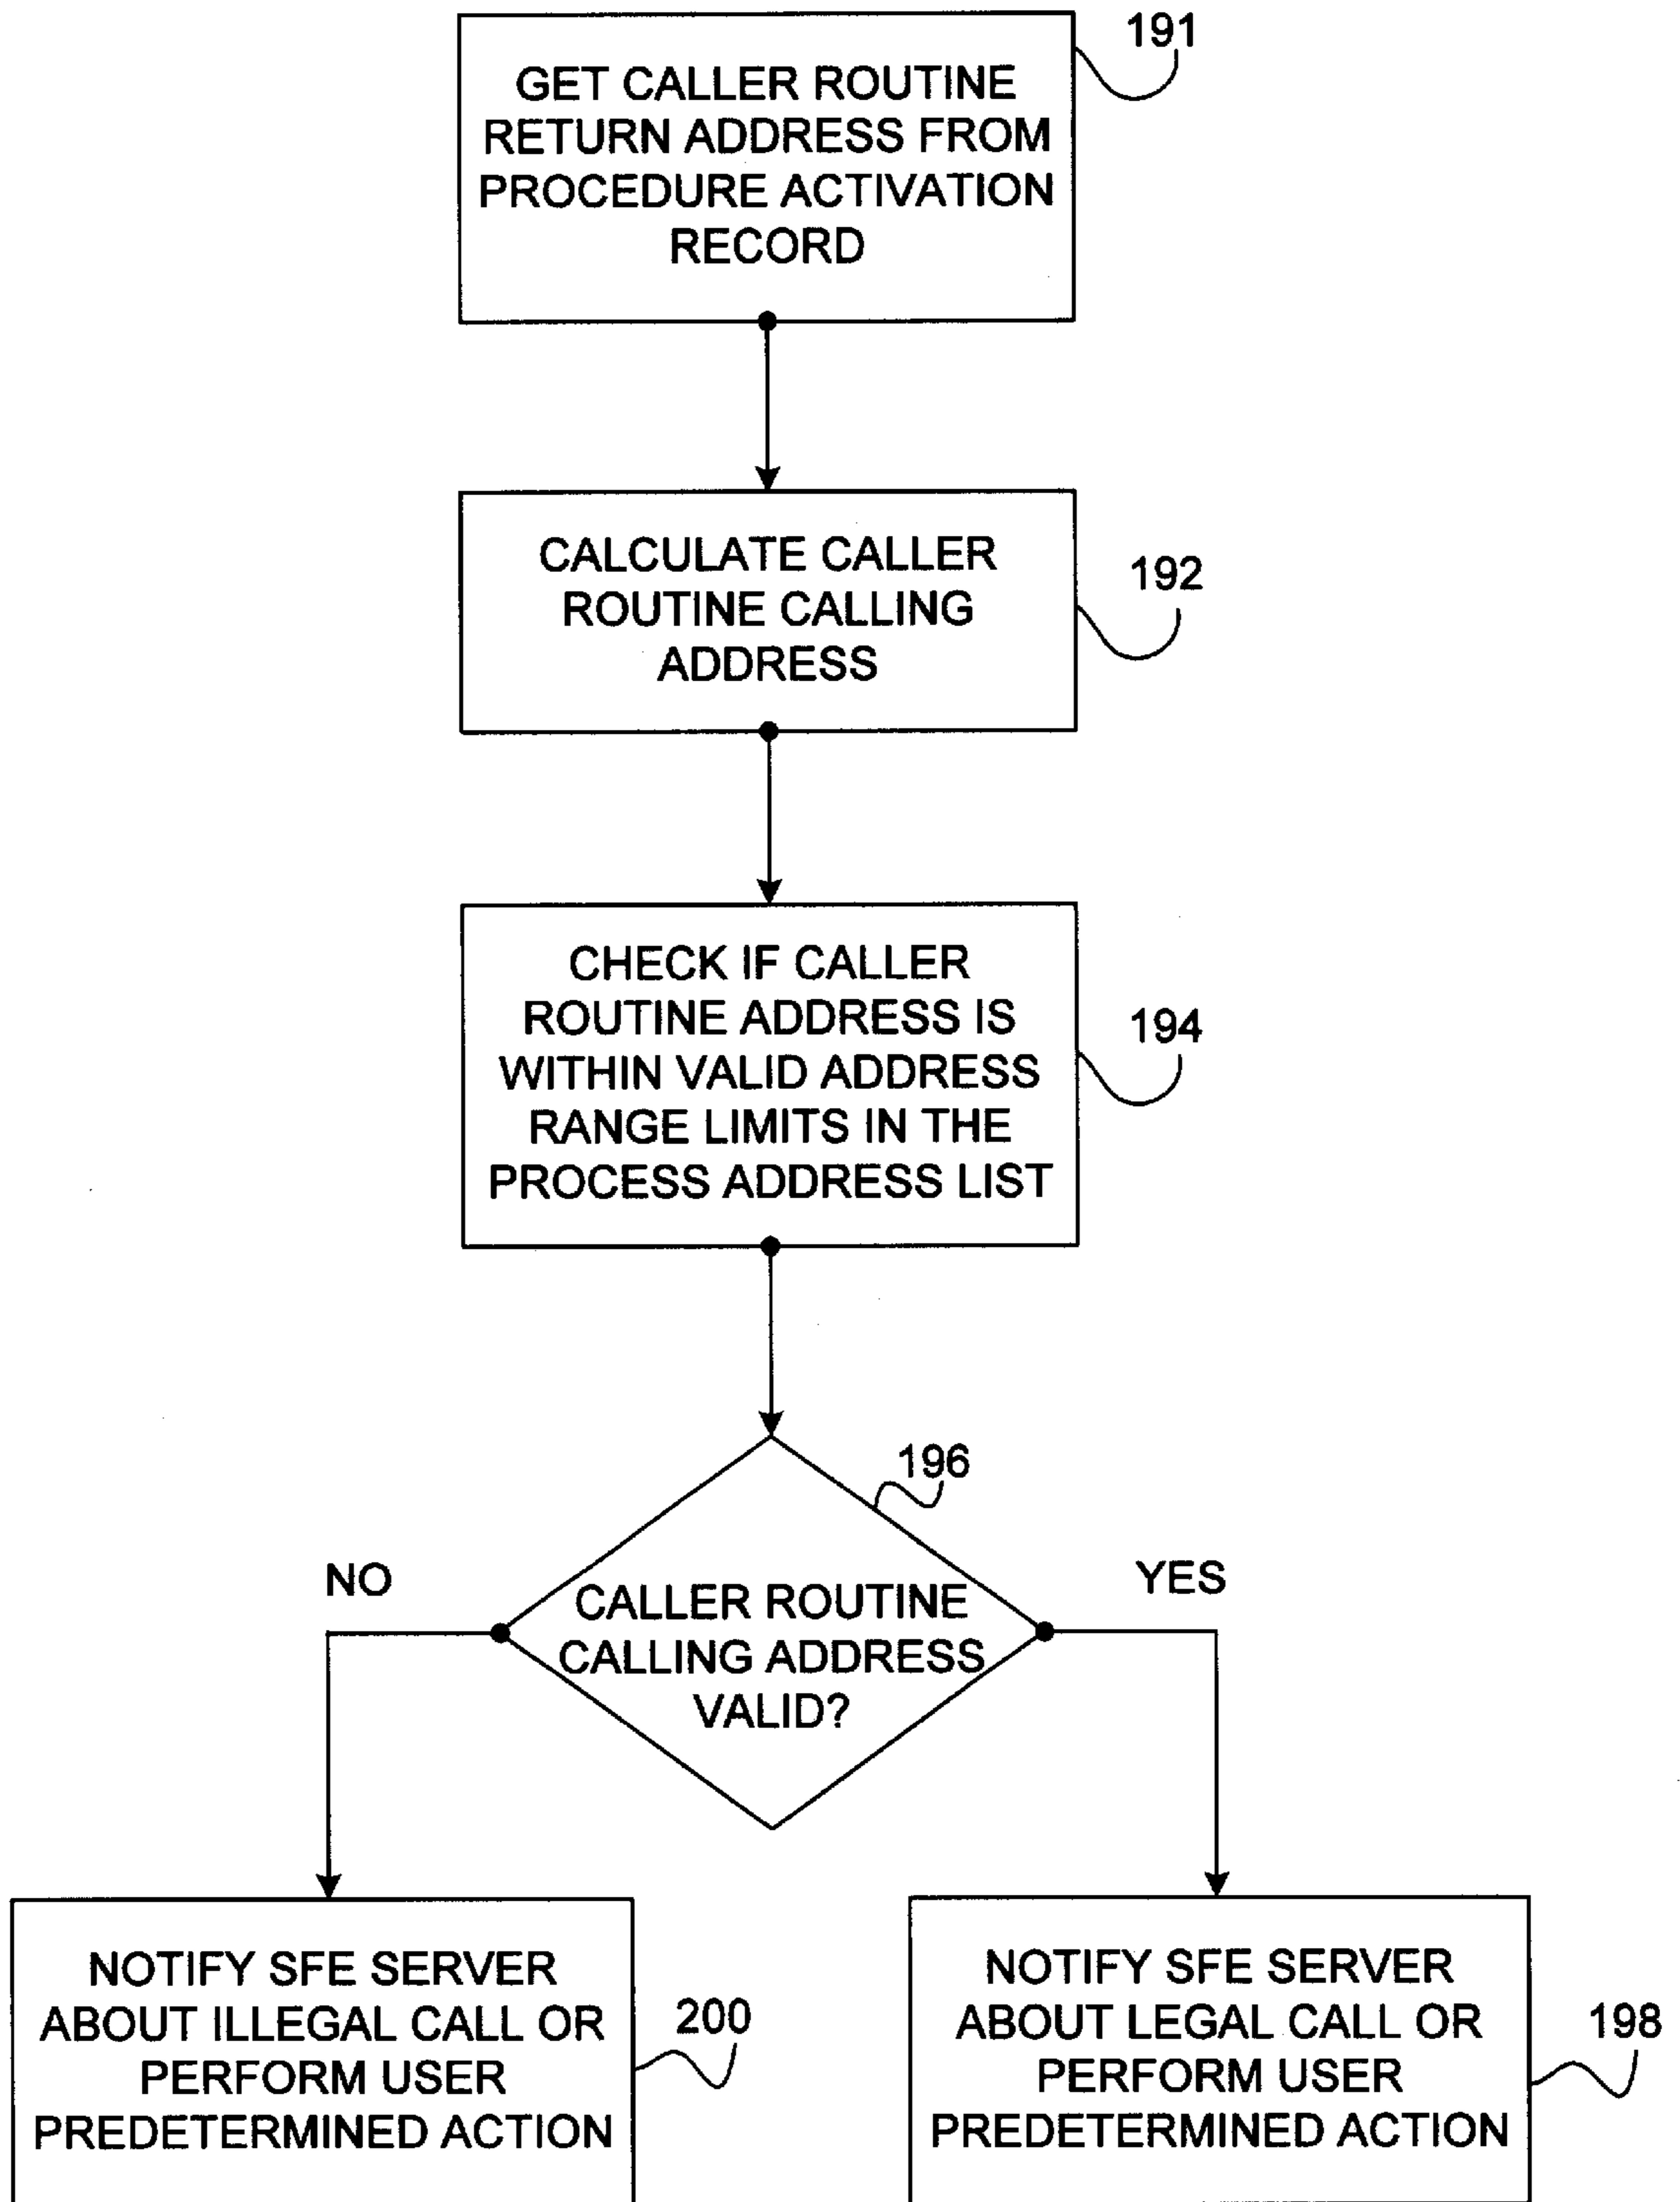 191
GET CALLER ROUTINE
RETURN ADDRESS FROM
PROCEDURE ACTIVATION
RECORD
CALCULATE CALLER
ROUTINE CALLING
ADDRESS
192
CHECK IF CALLER
ROUTINE ADDRESS IS
WITHIN VALID ADDRESS
RANGE LIMITS IN THE
PROCESS ADDRESS LIST
194
196
NO
YES
CALLER ROUTINE
CALLING ADDRESS
VALID?
NOTIFY SFE SERVER
ABOUT ILLEGAL CALL OR
PERFORM USER
PREDETERMINED ACTION
200
NOTIFY SFE SERVER
ABOUT LEGAL CALL OR
PERFORM USER
PREDETERMINED ACTION
198